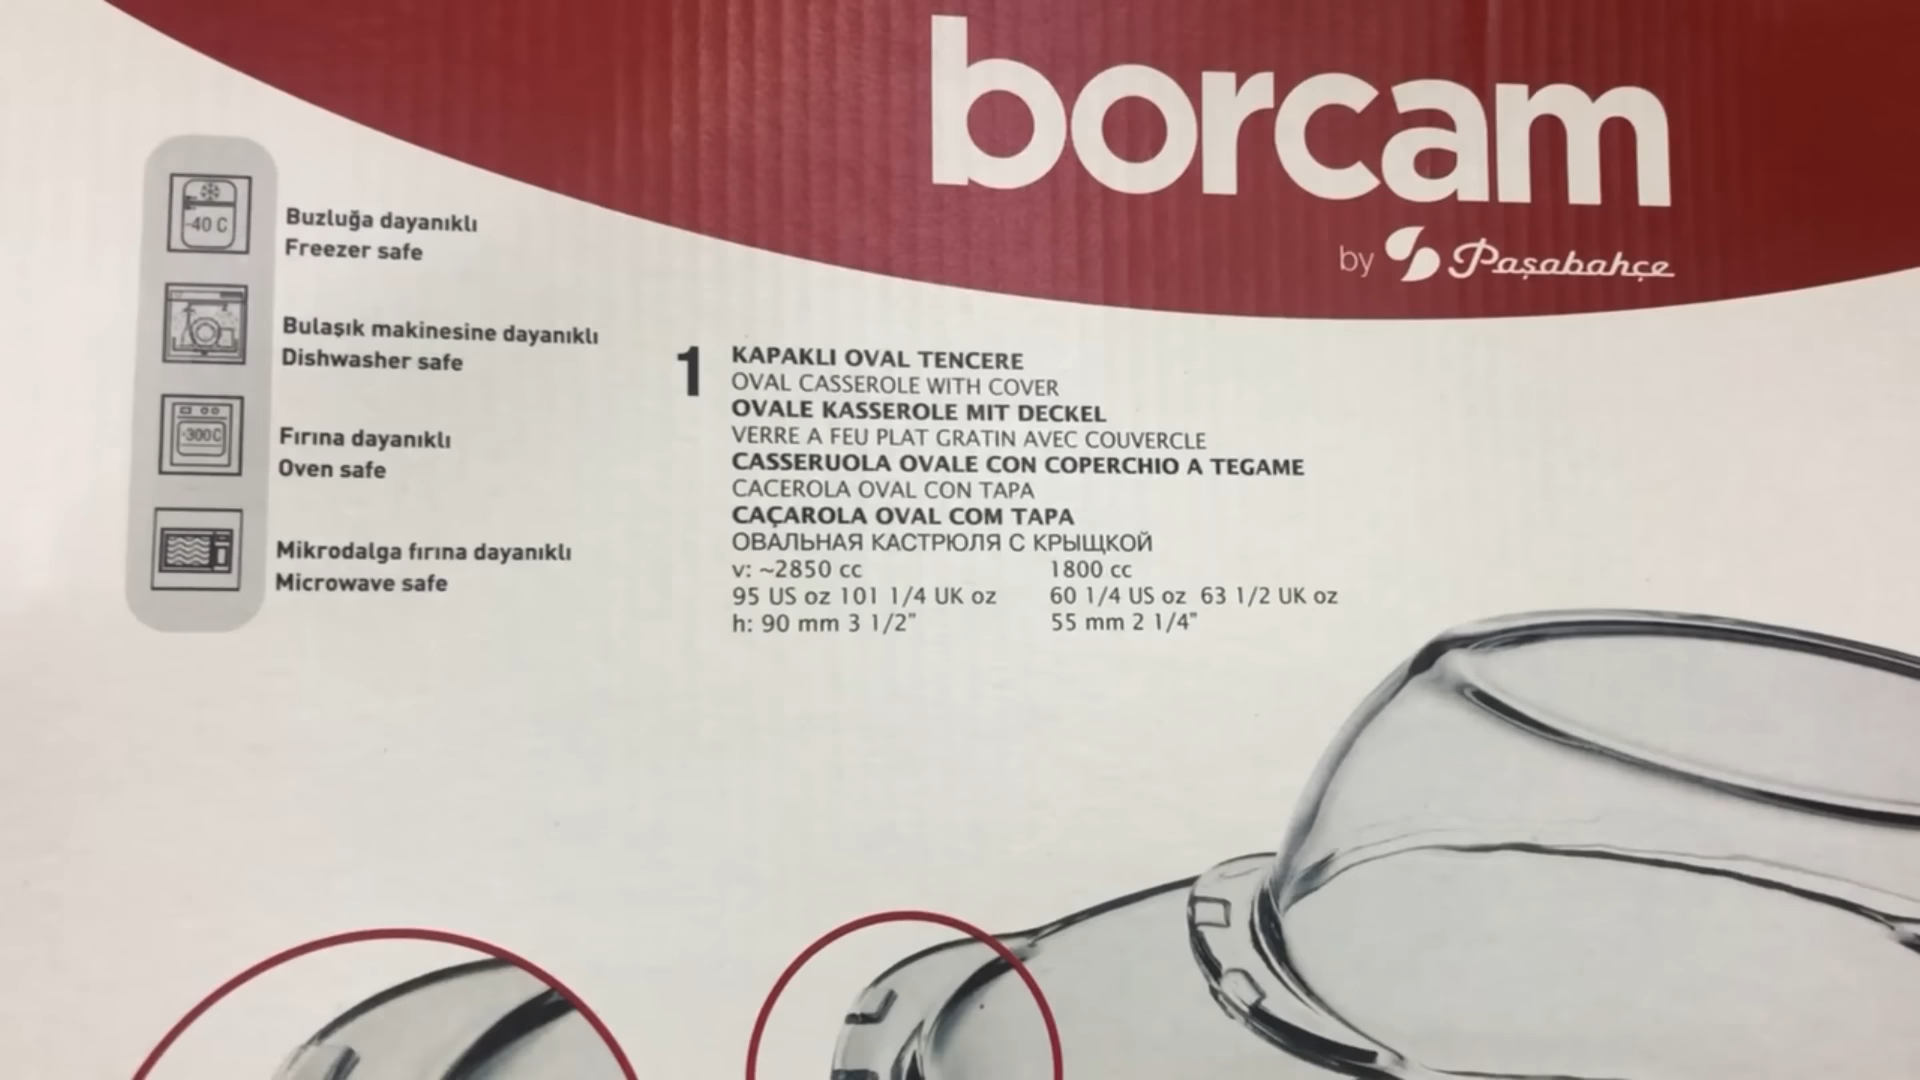 borcam
by Paşabahçe
-40 C
Buzluğa dayanıklı
Freezer safe
Bulaşık makinesine dayanıklı
Dishwasher safe
300C
Fırına dayanıklı
Oven safe
Mikrodalga fırına dayanıklı
Microwave safe
1
KAPAKLI OVAL TENCERE
OVAL CASSEROLE WITH COVER
OVALE KASSEROLE MIT DECKEL
VERRE A FEU PLAT GRATIN AVEC COUVERCLE
CASSERUOLA OVALE CON COPERCHIO A TEGAME
CACEROLA OVAL CON TAPA
CAÇAROLA OVAL COM TAPA
ОВАЛЬНАЯ КАСТРЮЛЯ С КРЫЩКОЙ
v: ~2850 cc 1800 cc
95 US oz 101 1/4 UK oz 60 1/4 US oz 63 1/2 UK oz
h: 90 mm 3 1/2" 55 mm 2 1/4"